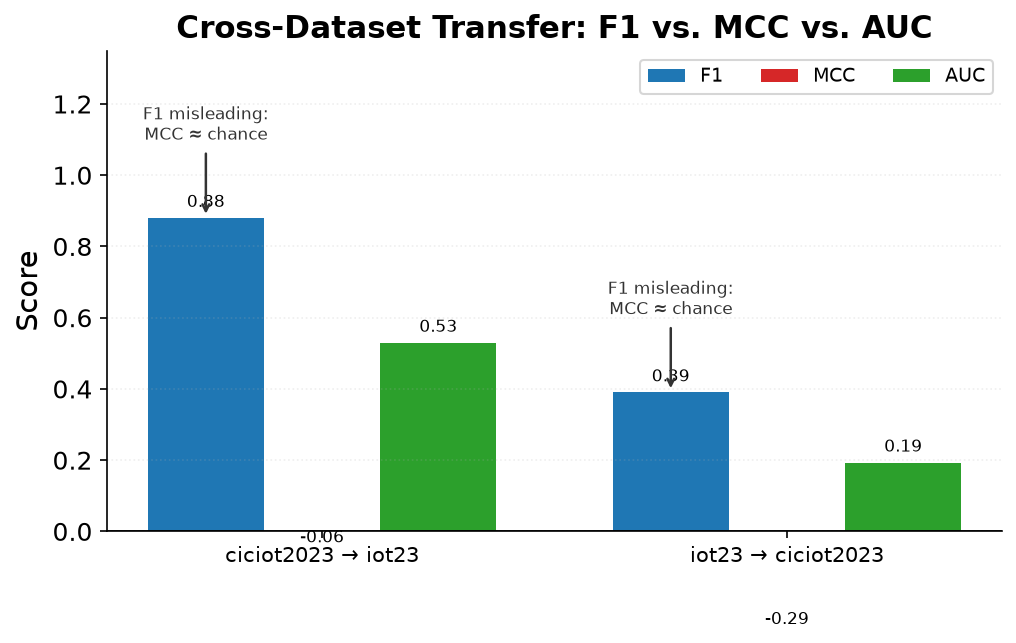 Cross-Dataset Transfer: F1 vs. MCC vs. AUC
F1 MCC AUC
Score
1.2
1.0
0.8
0.6
0.4
0.2
0.0
F1 misleading:
MCC ≈ chance
0.88
-0.06
0.53
F1 misleading:
MCC ≈ chance
0.39
-0.29
0.19
ciciot2023 → iot23
iot23 → ciciot2023